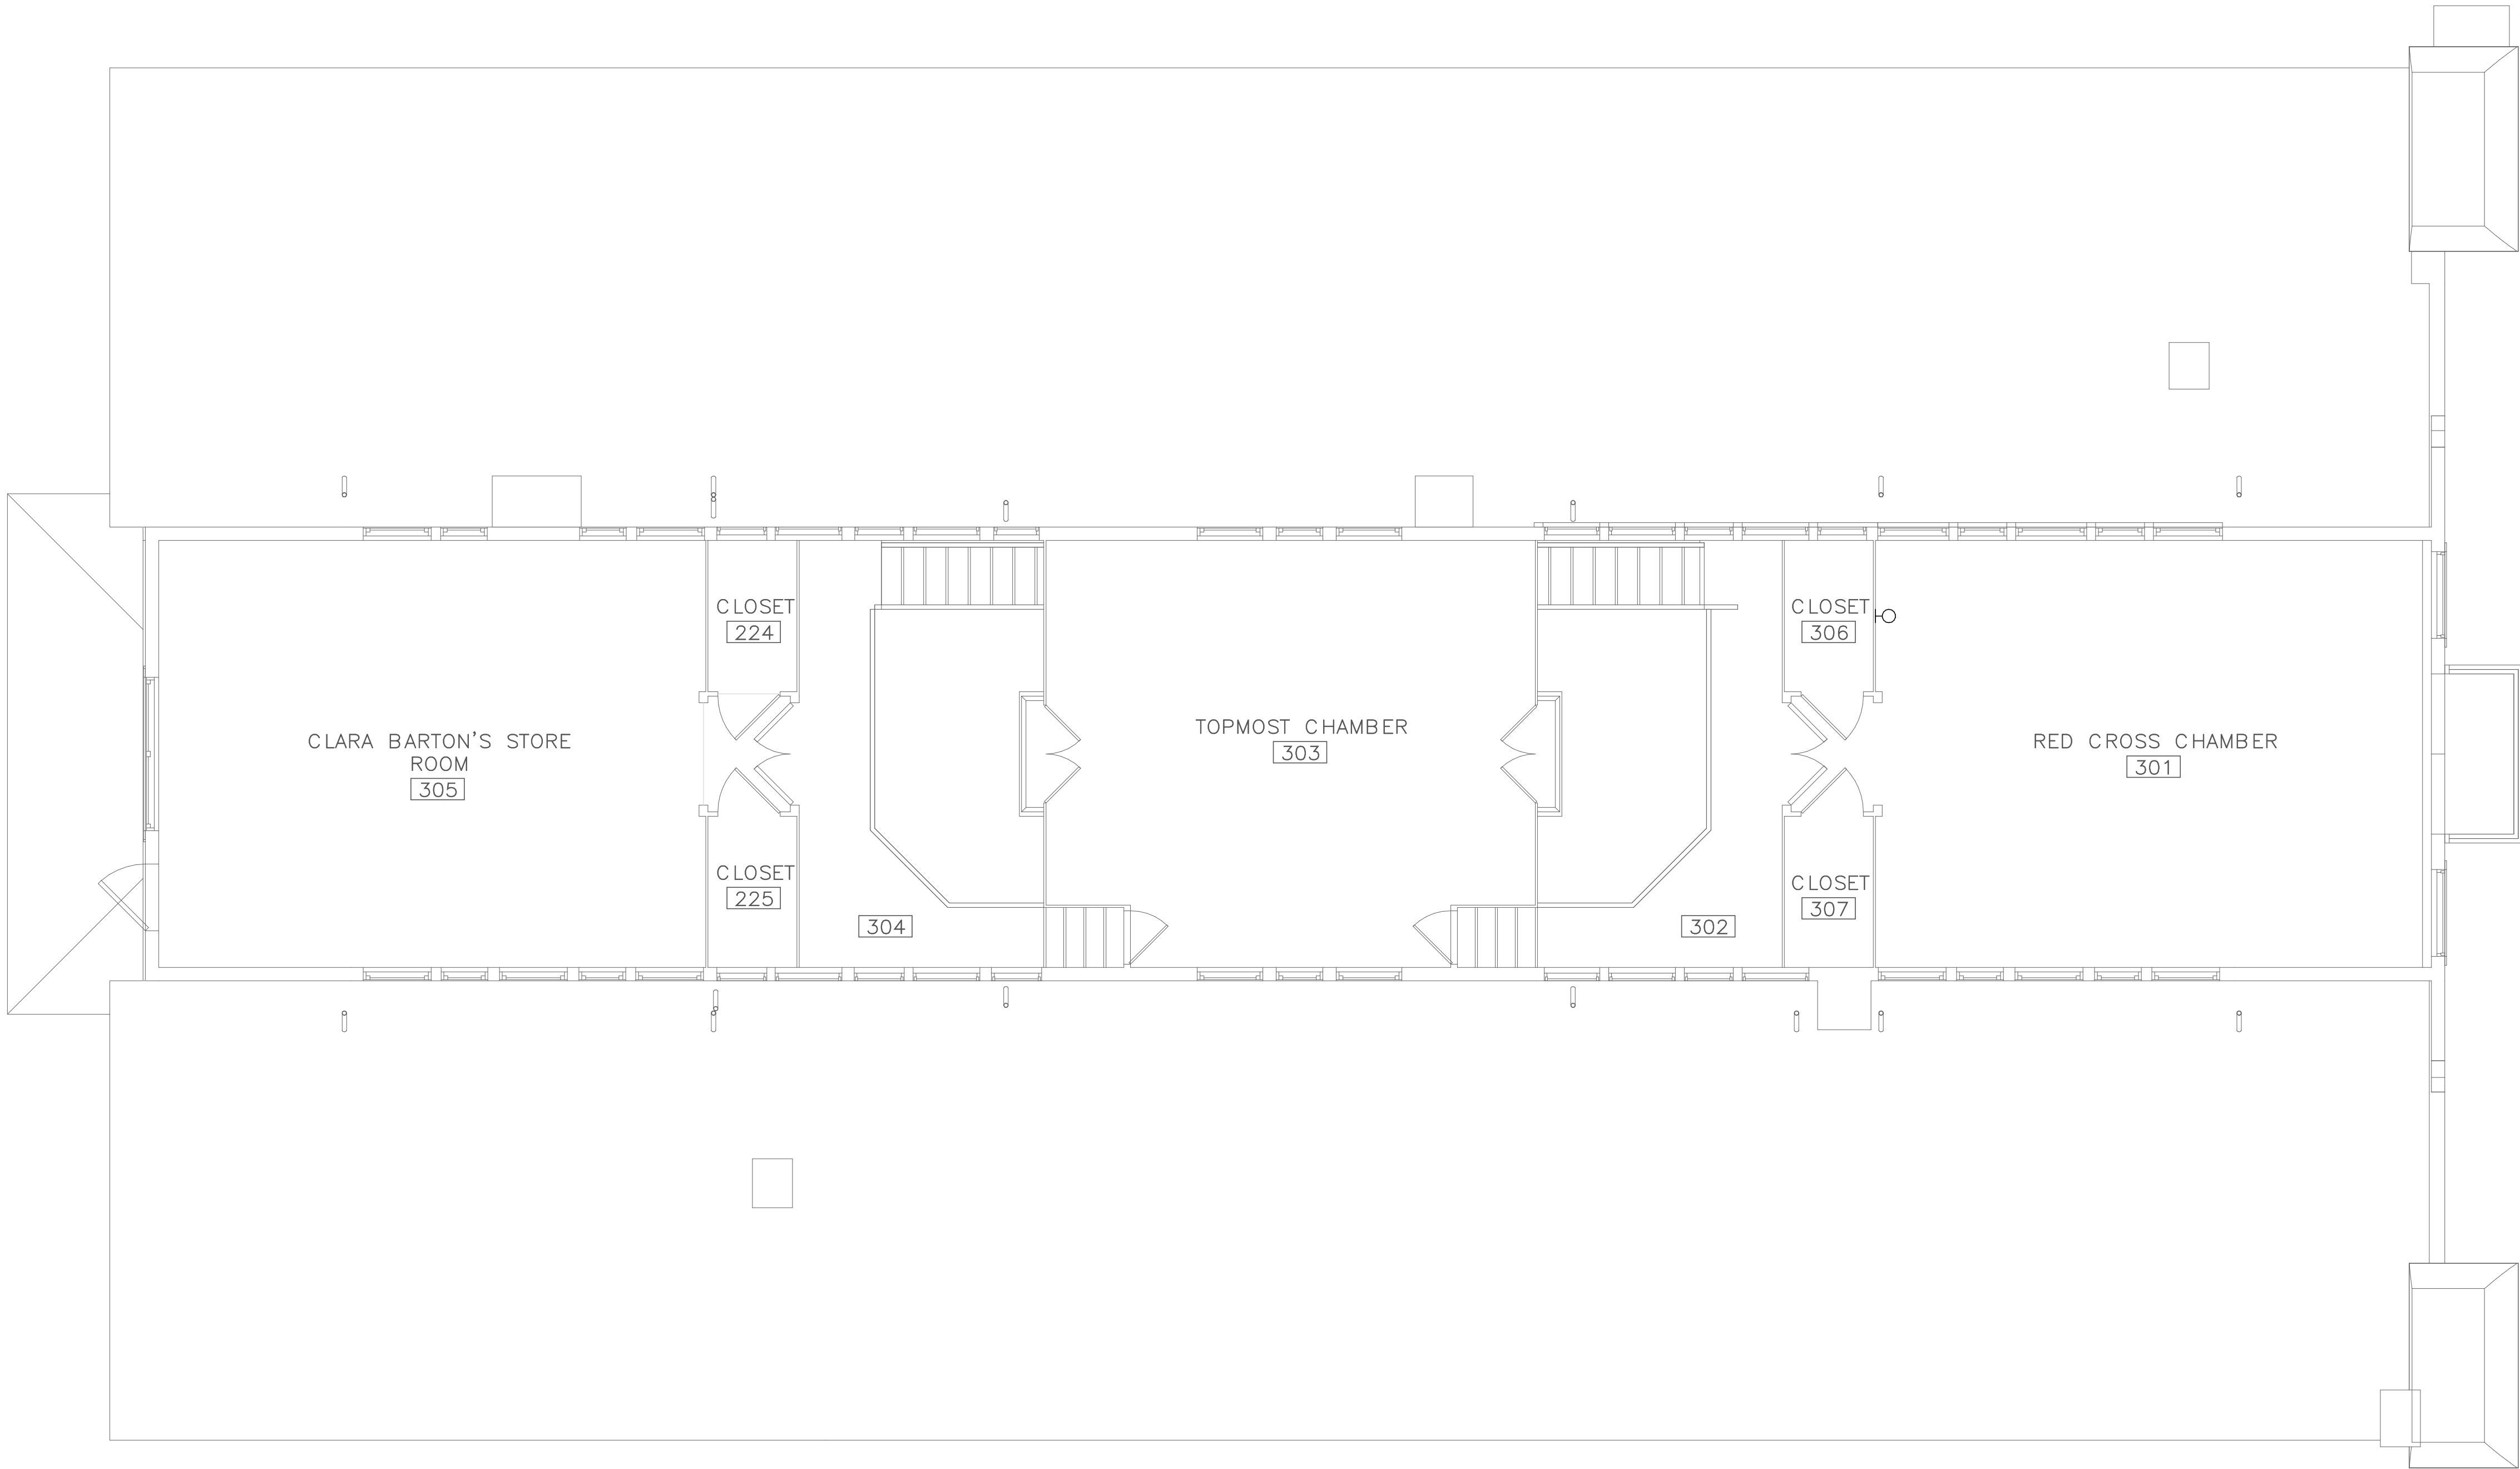 CLOSET
224
CLOSET
306
CLARA BARTON'S STORE
ROOM
305
TOPMOST CHAMBER
303
RED CROSS CHAMBER
301
CLOSET
225
CLOSET
307
304
302